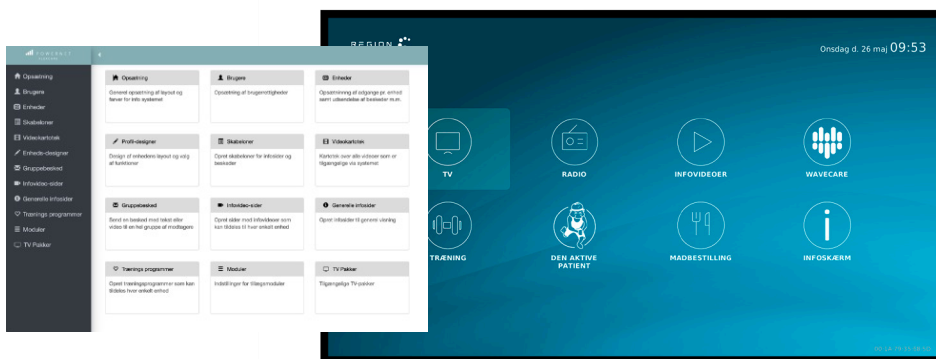 Opsætning
Brugere
Enheder
Skabeloner
Videokartotek
Enheds-designer
Gruppebesked
Infovideo-sider
Generelle infosider
Trænings programmer
Moduler
TV Pakker
Opsætning
Generel opsætning af layout og
farver for info systemet
Brugere
Opsætning af brugerrettigheder
Enheder
Opsætning af adgange pr. enhed
samt udsendelse af beskeder m.m.
Profil-designer
Design af enhedens layout og valg
af funktioner
Skabeloner
Opret skabeloner for infosider og
beskeder
Videokartotek
Kartotek over alle videoer som er
tilgængelige via systemet
Gruppebesked
Send en besked med tekst eller
video til en hel gruppe af modtagere
Infovideo-sider
Opret sider med infovideoer som
kan tildeles til hver enkelt enhed
Generelle infosider
Opret infosider til generel visning
Trænings programmer
Opret træningsprogrammer som kan
tildeles hver enkelt enhed
Moduler
Indstillinger for tillægsmoduler
TV Pakker
Tilgængelige TV-pakker
REGION
Onsdag d. 26 maj 09:53
TV
RADIO
INFOVIDEOER
WAVECARE
TRÆNING
DEN AKTIVE
PATIENT
MADBESTILLING
INFOSKÆRM